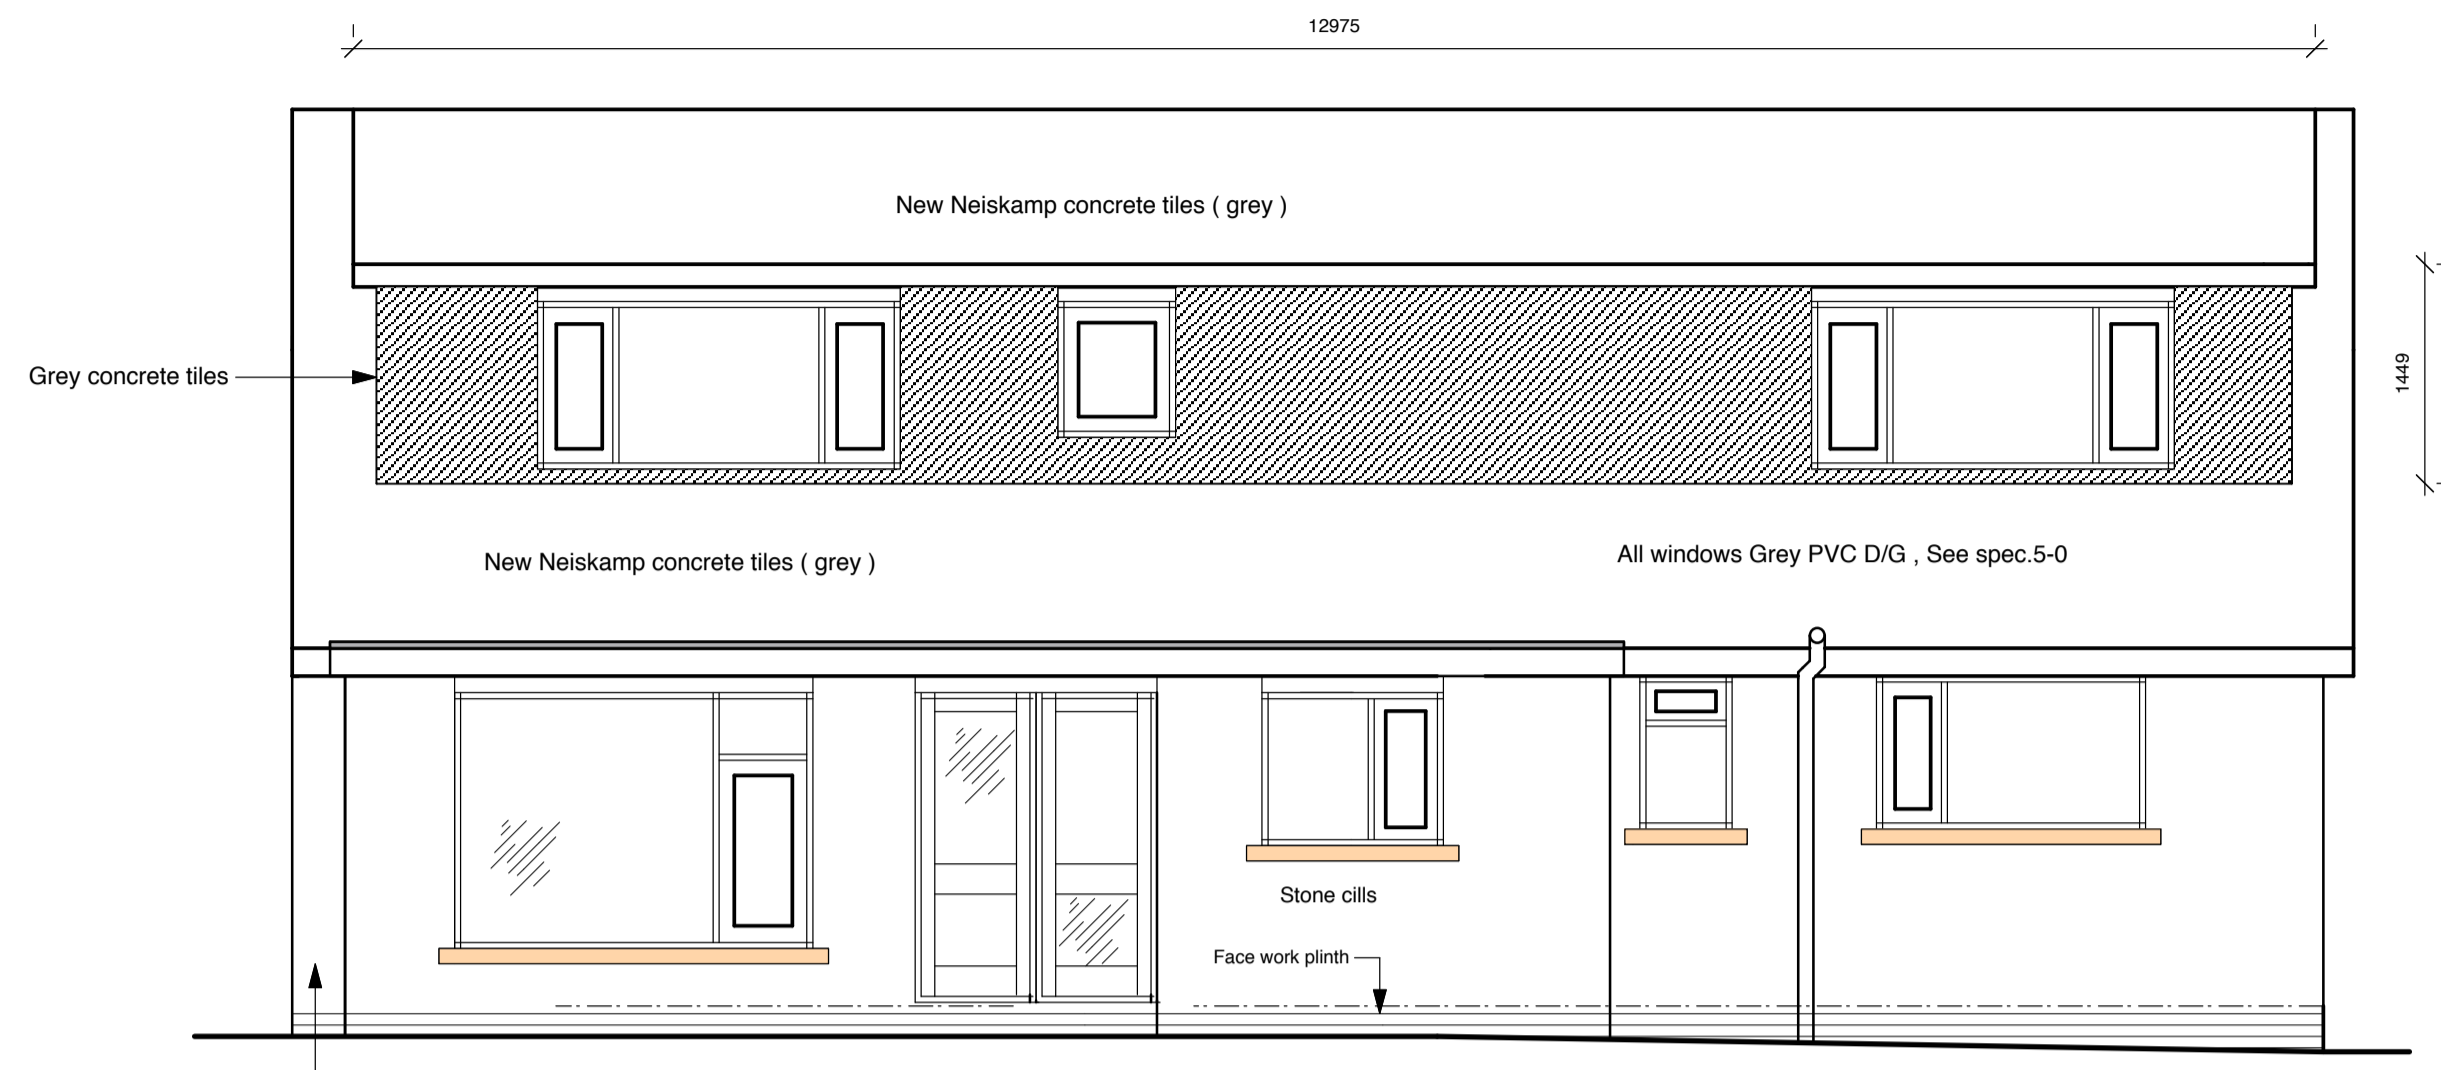 12975
New Neiskamp concrete tiles ( grey )
Grey concrete tiles
1449
New Neiskamp concrete tiles ( grey )
All windows Grey PVC D/G , See spec.5-0
Stone cills
Face work plinth